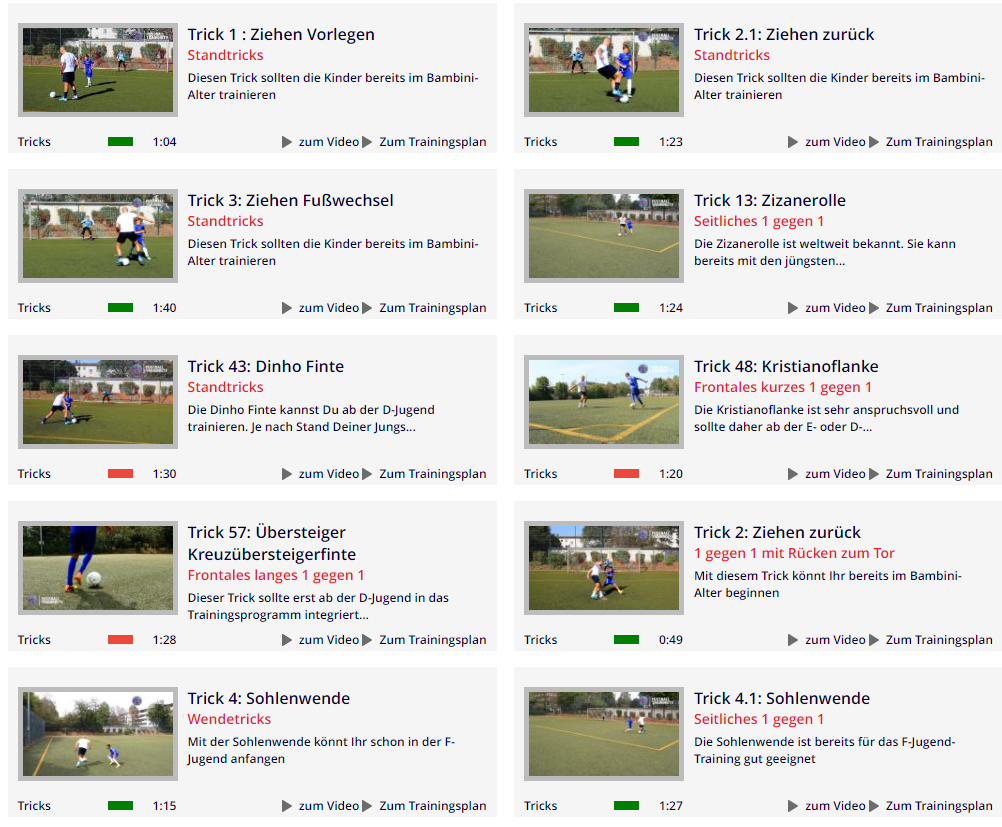 Trick 1 : Ziehen Vorlegen
Standtricks
Diesen Trick sollten die Kinder bereits im Bambini-
Alter trainieren
Tricks 1:04 zum Video Zum Trainingsplan
Trick 2.1: Ziehen zurück
Standtricks
Diesen Trick sollten die Kinder bereits im Bambini-
Alter trainieren
Tricks 1:23 zum Video Zum Trainingsplan
Trick 3: Ziehen Fußwechsel
Standtricks
Diesen Trick sollten die Kinder bereits im Bambini-
Alter trainieren
Tricks 1:40 zum Video Zum Trainingsplan
Trick 13: Zizanerolle
Seitliches 1 gegen 1
Die Zizanerolle ist weltweit bekannt. Sie kann
bereits mit den jüngsten...
Tricks 1:24 zum Video Zum Trainingsplan
Trick 43: Dinho Finte
Standtricks
Die Dinho Finte kannst Du ab der D-Jugend
trainieren. Je nach Stand Deiner Jungs...
Tricks 1:30 zum Video Zum Trainingsplan
Trick 48: Kristianoflanke
Frontales kurzes 1 gegen 1
Die Kristianoflanke ist sehr anspruchsvoll und
sollte daher ab der E- oder D-...
Tricks 1:20 zum Video Zum Trainingsplan
Trick 57: Übersteiger
Kreuzübersteigerfinte
Frontales langes 1 gegen 1
Dieser Trick sollte erst ab der D-Jugend in das
Trainingsprogramm integriert...
Tricks 1:28 zum Video Zum Trainingsplan
Trick 2: Ziehen zurück
1 gegen 1 mit Rücken zum Tor
Mit diesem Trick könnt Ihr bereits im Bambini-
Alter beginnen
Tricks 0:49 zum Video Zum Trainingsplan
Trick 4: Sohlenwende
Wendetricks
Mit der Sohlenwende könnt Ihr schon in der F-
Jugend anfangen
Tricks 1:15 zum Video Zum Trainingsplan
Trick 4.1: Sohlenwende
Seitliches 1 gegen 1
Die Sohlenwende ist bereits für das F-Jugend-
Training gut geeignet
Tricks 1:27 zum Video Zum Trainingsplan